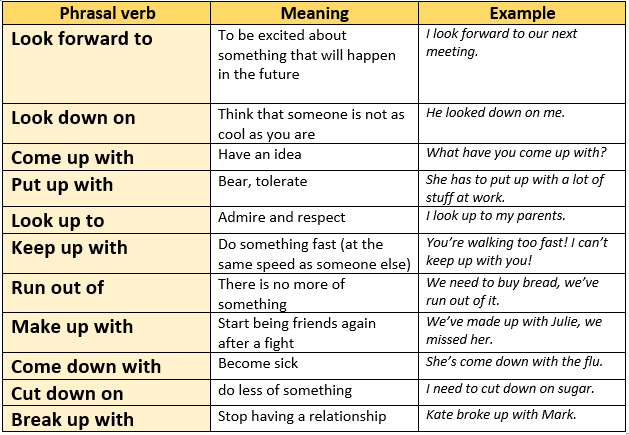 Phrasal verb Meaning Example
Look forward to To be excited about I look forward to our next
something that will happen meeting.
in the future
Look down on Think that someone is not as He looked down on me.
cool as you are
Come up with Have an idea What have you come up with?
Put up with Bear, tolerate She has to put up with a lot of
stuff at work.
Look up to Admire and respect I look up to my parents.
Keep up with Do something fast (at the You’re walking too fast! I can’t
same speed as someone else) keep up with you!
Run out of There is no more of We need to buy bread, we’ve
something run out of it.
Make up with Start being friends again We’ve made up with Julie, we
after a fight missed her.
Come down with Become sick She’s come down with the flu.
Cut down on do less of something I need to cut down on sugar.
Break up with Stop having a relationship Kate broke up with Mark.